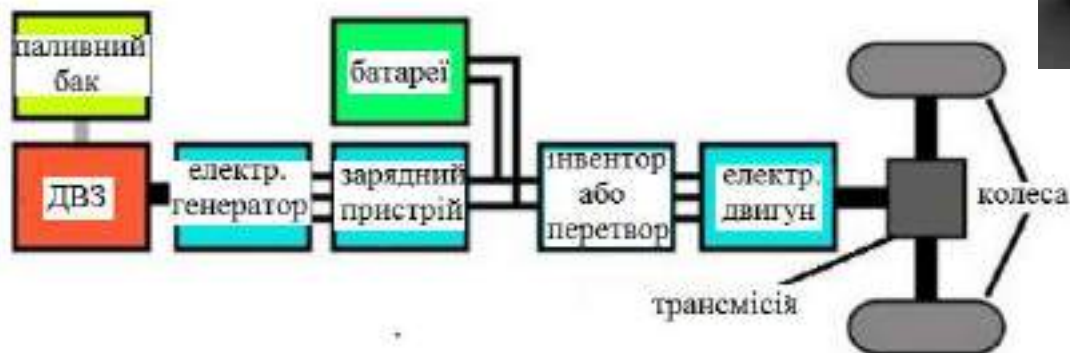 паливний
бак
батареї
ДВЗ
електр.
генератор
зарядний
пристрій
інвентор
або
перетвор
електр.
двигун
колеса
трансмісія